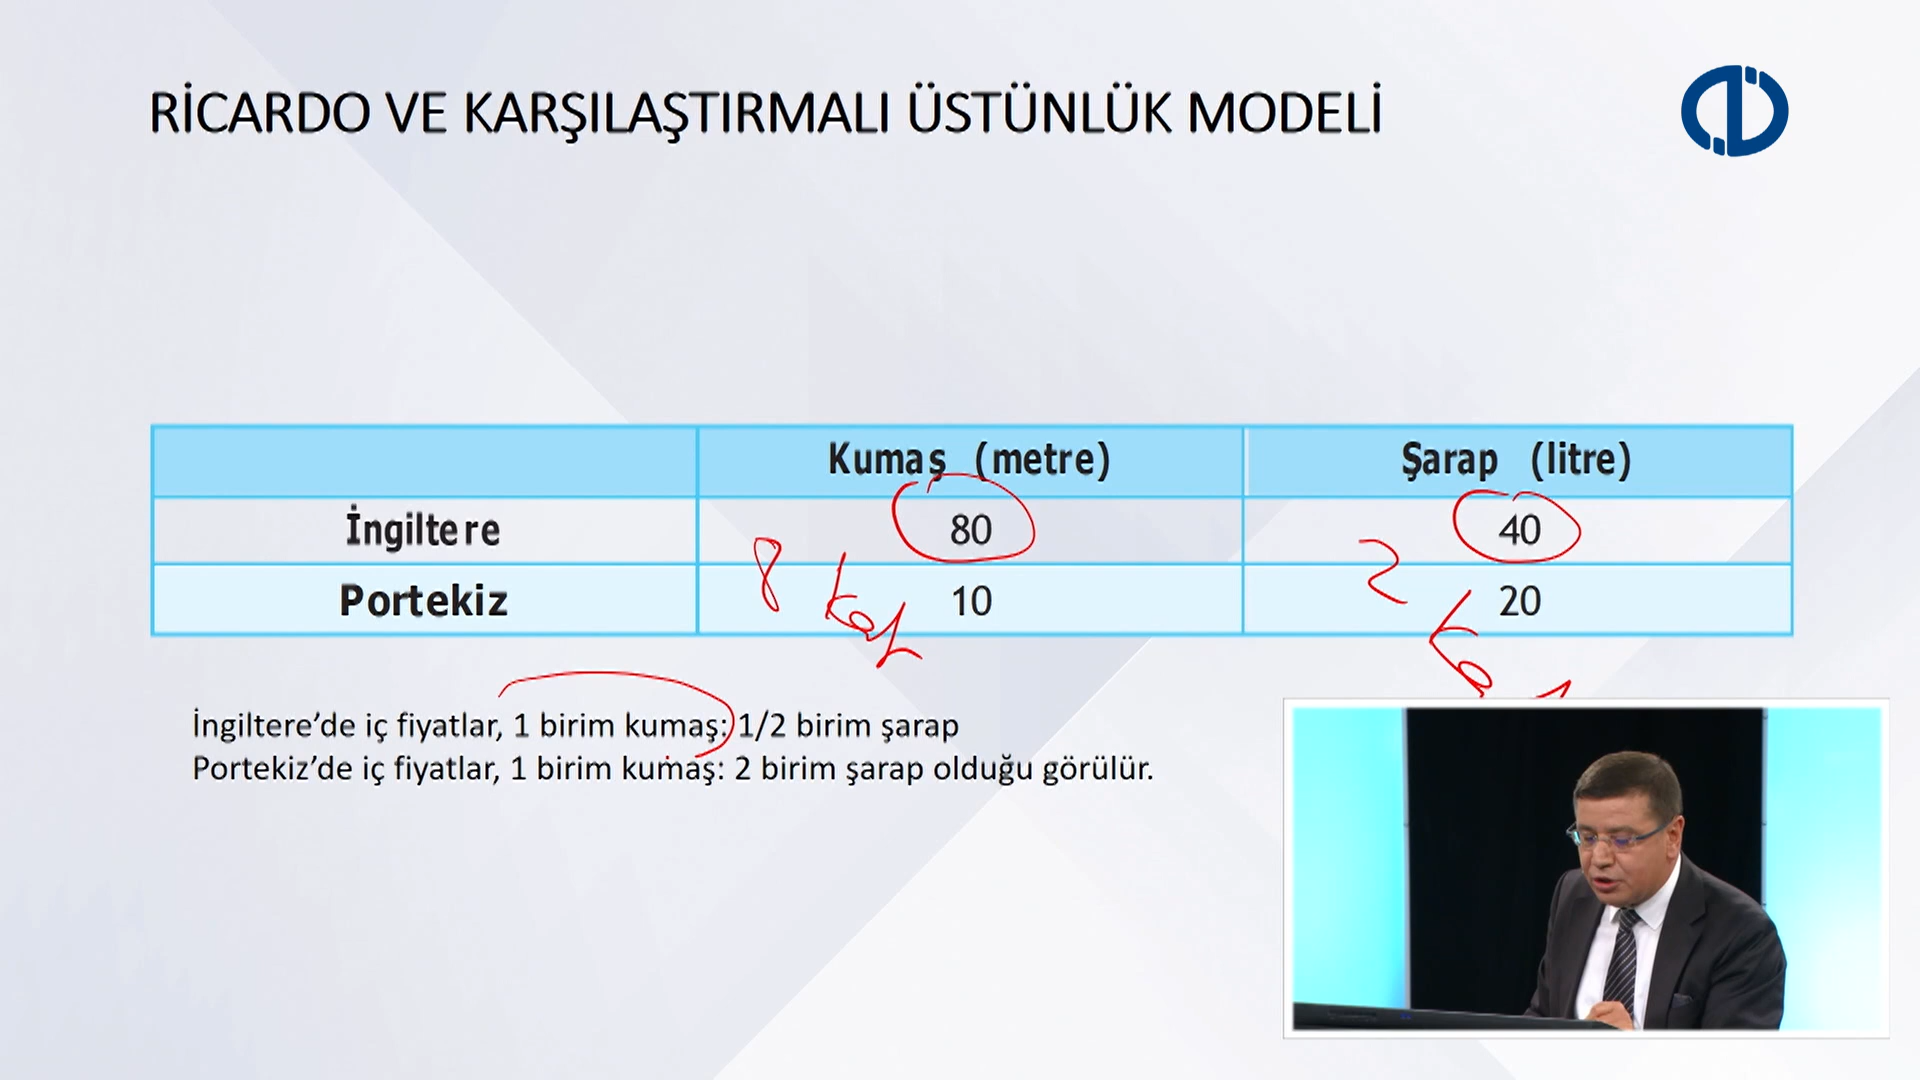 RİCARDO VE KARŞILAŞTIRMALI ÜSTÜNLÜK MODELİ
Kumaş (metre) Şarap (litre)
İngiltere 80 40
8 kat 2
Portekiz 10 20
İngiltere’de iç fiyatlar, 1 birim kumaş: 1/2 birim şarap
Portekiz’de iç fiyatlar, 1 birim kumaş: 2 birim şarap olduğu görülür.